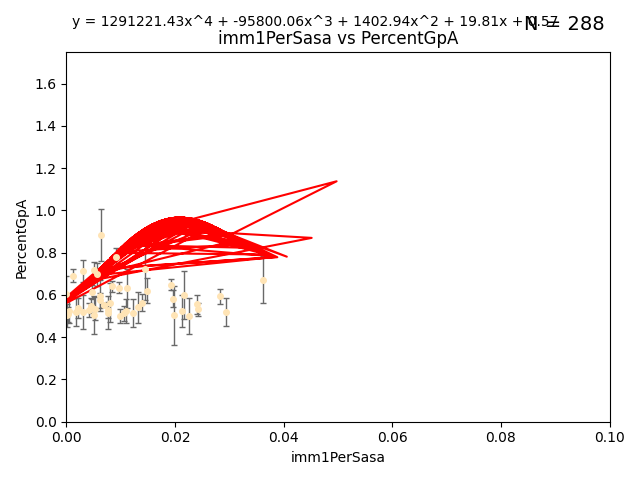 y = 1291221.43x^4 + -95800.06x^3 + 1402.94x^2 + 19.81x + 0.57
N = 288
imm1PerSasa vs PercentGpA
PercentGpA
1.6
1.4
1.2
1.0
0.8
0.6
0.4
0.2
0.0
0.00 0.02 0.04 0.06 0.08 0.10
imm1PerSasa